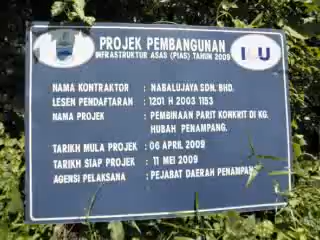 PROJEK PEMBANGUNAN
INFRASTRUKTUR ASAS (PIAS) TAHUN 2009
NAMA KONTRAKTOR : NABALUJAYA SDN. BHD.
LESEN PENDAFTARAN : 1201 H 2003 1153
NAMA PROJEK : PEMBINAAN PARIT KONKRIT DI KG.
HUBAH PENAMPANG.
TARIKH MULA PROJEK : 06 APRIL 2009
TARIKH SIAP PROJEK : 11 MEI 2009
AGENSI PELAKSANA : PEJABAT DAERAH PENAMPANG